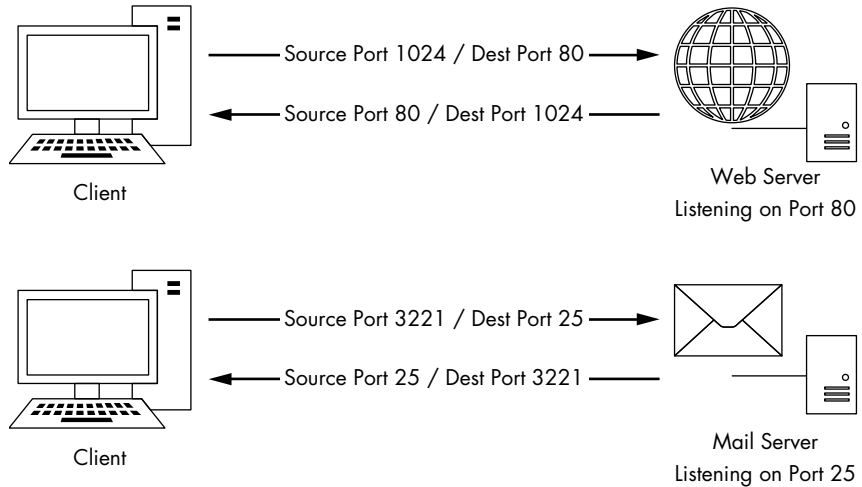 Source Port 1024 / Dest Port 80
Source Port 80 / Dest Port 1024
Client
Web Server
Listening on Port 80
Source Port 3221 / Dest Port 25
Source Port 25 / Dest Port 3221
Client
Mail Server
Listening on Port 25